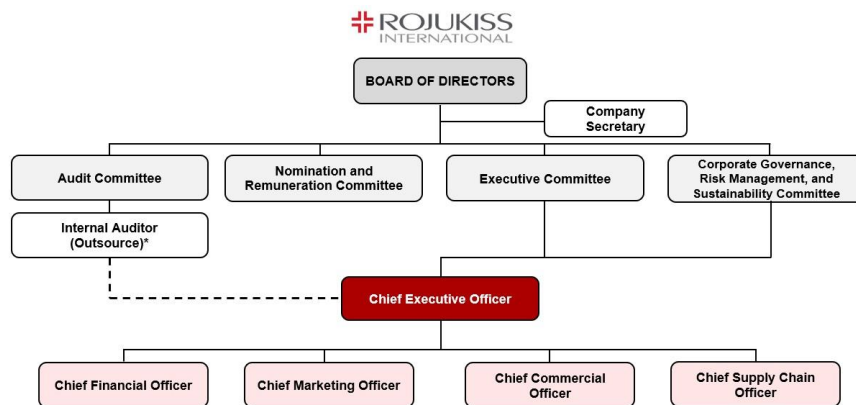 ROJUKISS
INTERNATIONAL
BOARD OF DIRECTORS
Company
Secretary
Audit Committee
Nomination and
Remuneration Committee
Executive Committee
Corporate Governance,
Risk Management, and
Sustainability Committee
Internal Auditor
(Outsource)*
Chief Executive Officer
Chief Financial Officer
Chief Marketing Officer
Chief Commercial
Officer
Chief Supply Chain
Officer